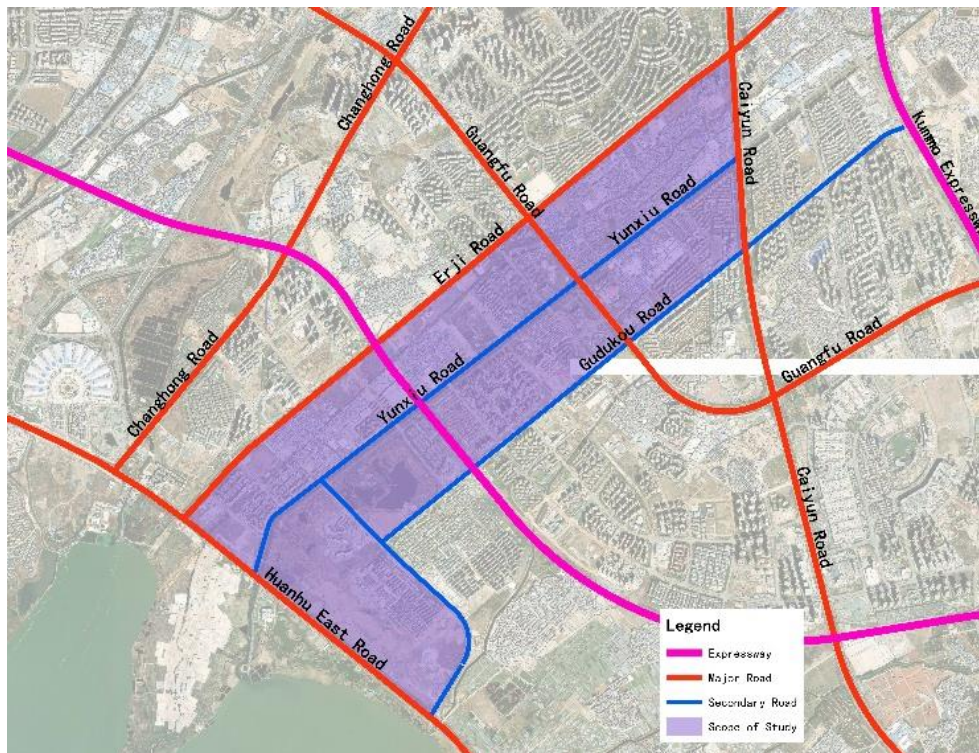 Changhong Road
Guangfu Road
Caiyun Road
Kunmo Expressway
Yunxiu Road
Erji Road
Gudukou Road
Guangfu Road
Changhong Road
Yunxiu Road
Caiyun Road
Huanhu East Road
Legend
Expressway
Major Road
Secondary Road
Scope of Study